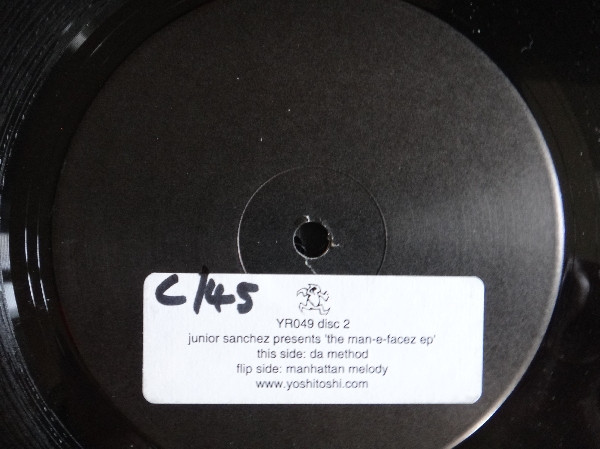 C/45
YR049 disc 2
junior sanchez presents 'the man-e-facez ep'
this side: da method
flip side: manhattan melody
www.yoshitoshi.com